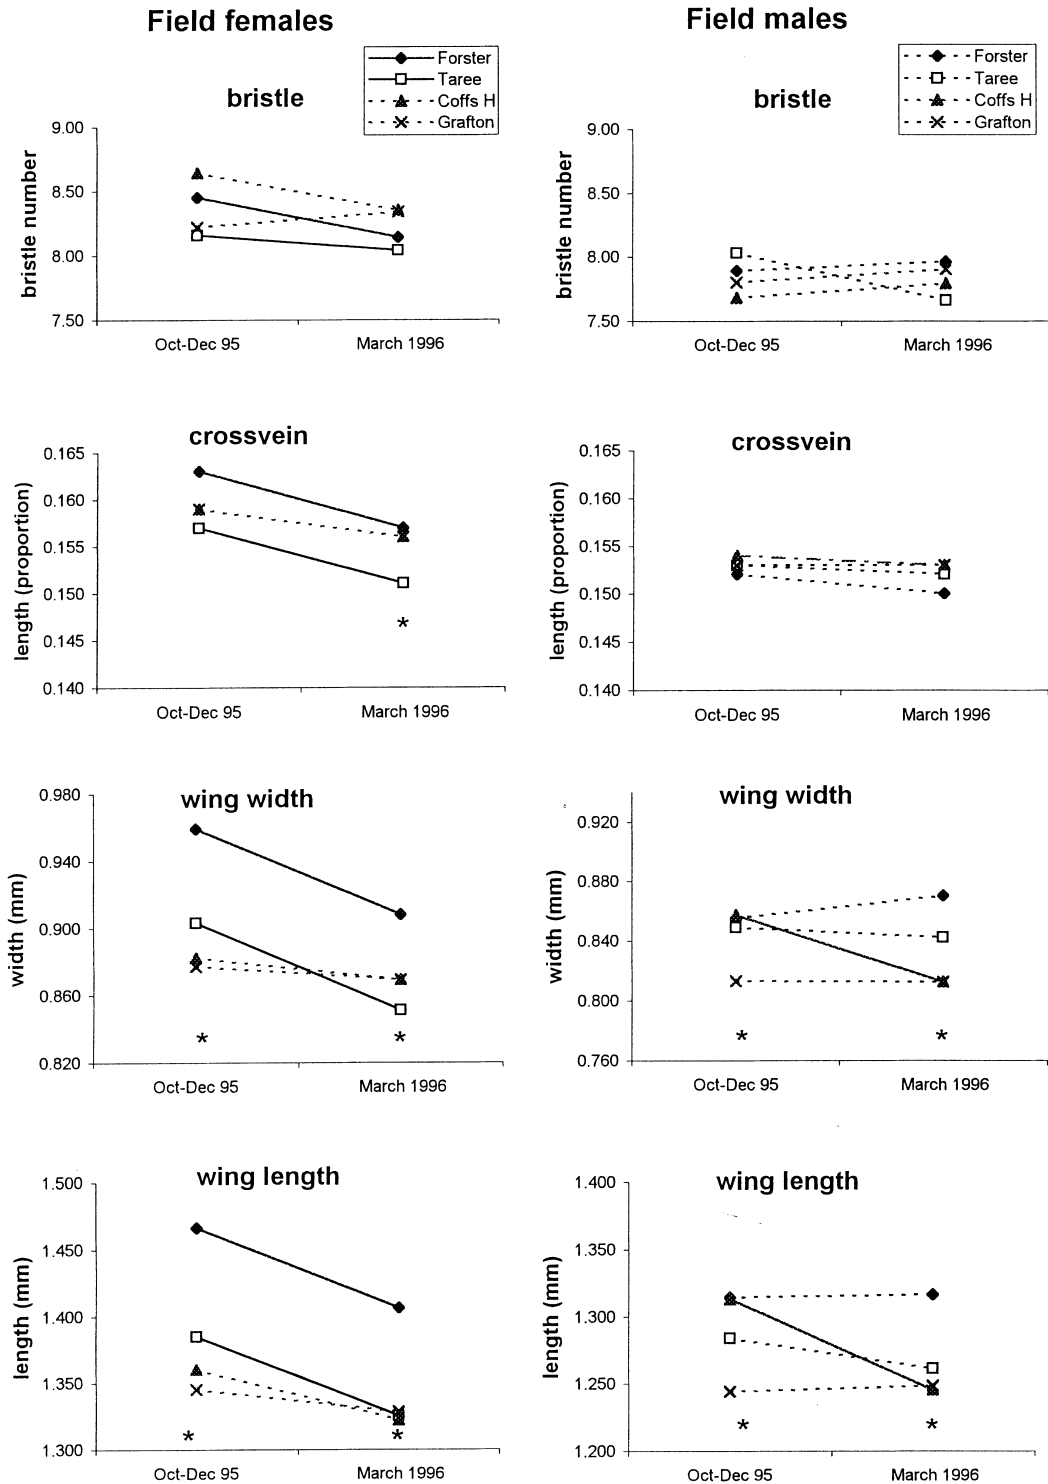 Field females
Forster
Taree
Coffs H
Grafton
bristle
bristle number
9.00
8.50
8.00
7.50
Oct-Dec 95
March 1996
Field males
Forster
Taree
Coffs H
Grafton
bristle
bristle number
9.00
8.50
8.00
7.50
Oct-Dec 95
March 1996
crossvein
length (proportion)
0.165
0.160
0.155
0.150
0.145
0.140
*
Oct-Dec 95
March 1996
crossvein
length (proportion)
0.165
0.160
0.155
0.150
0.145
0.140
Oct-Dec 95
March 1996
wing width
width (mm)
0.980
0.940
0.900
0.860
0.820
* *
Oct-Dec 95
March 1996
wing width
width (mm)
0.920
0.880
0.840
0.800
0.760
* *
Oct-Dec 95
March 1996
wing length
length (mm)
1.500
1.450
1.400
1.350
1.300
* *
Oct-Dec 95
March 1996
wing length
length (mm)
1.400
1.350
1.300
1.250
1.200
* *
Oct-Dec 95
March 1996